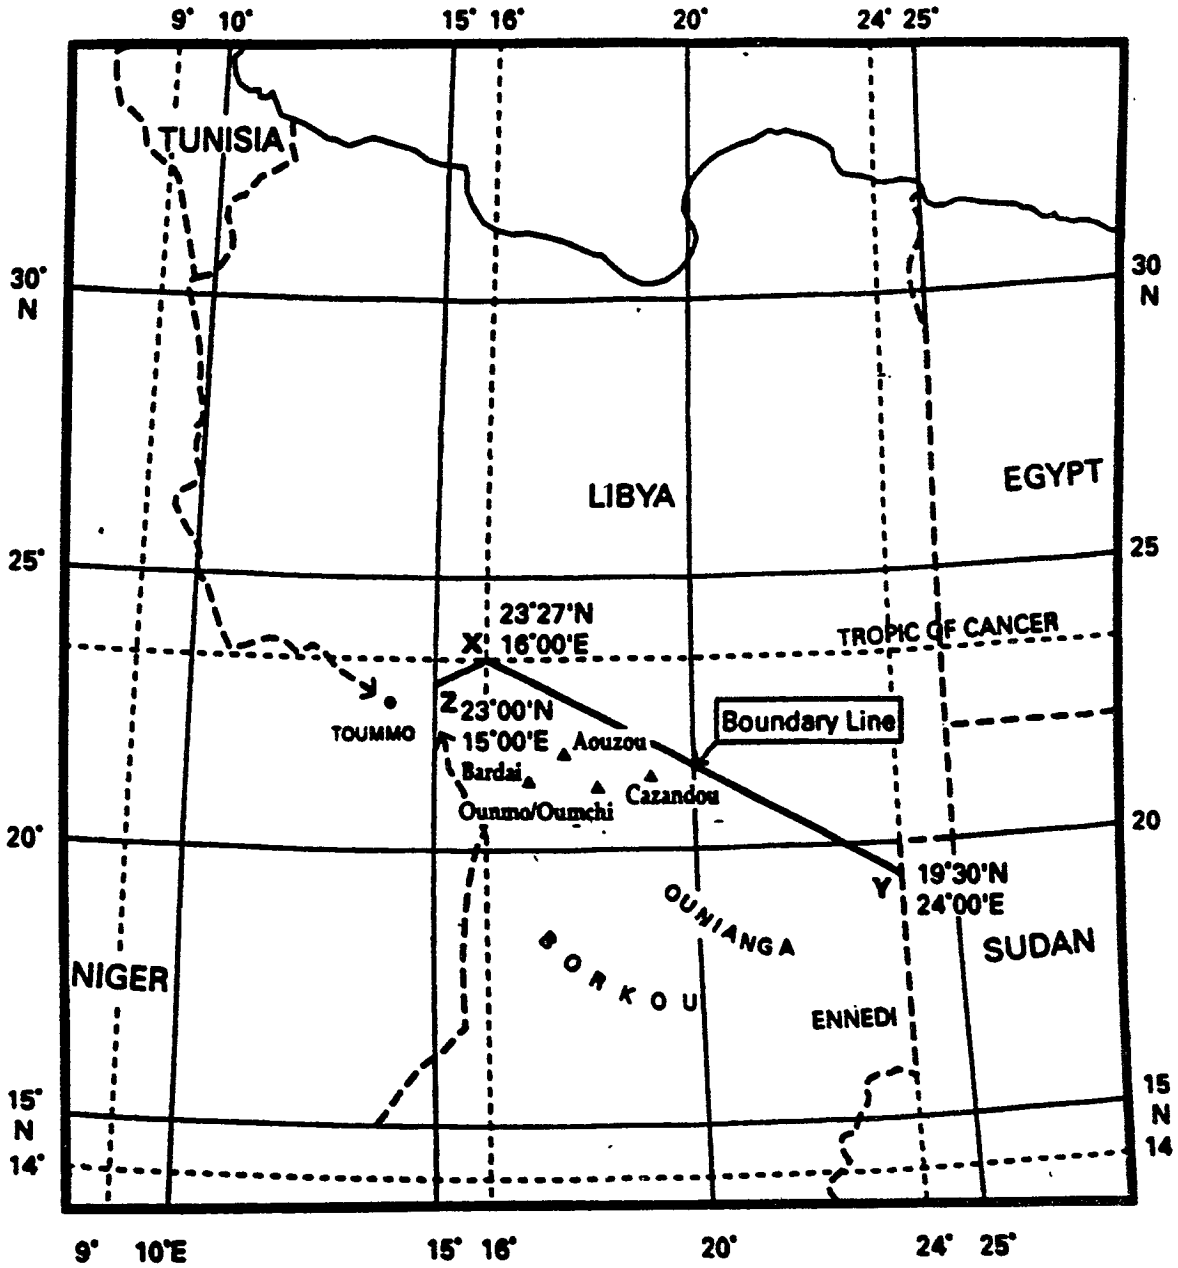 9° 10° 15° 16° 20° 24° 25°
TUNISIA
30° N
30 N
LIBYA
EGYPT
25°
25
23°27'N
X 16°00'E
TROPIC OF CANCER
Z 23°00'N
15°00'E
TOUMMO
Boundary Line
Aouzou
Bardai
Cazandou
Ounmo/Oumchi
20°
20
Y 19°30'N
24°00'E
OUNIANGA
BORKOU
SUDAN
NIGER
ENNEDI
15° N
15 N
14°
14
9° 10°E 15° 16° 20° 24° 25°